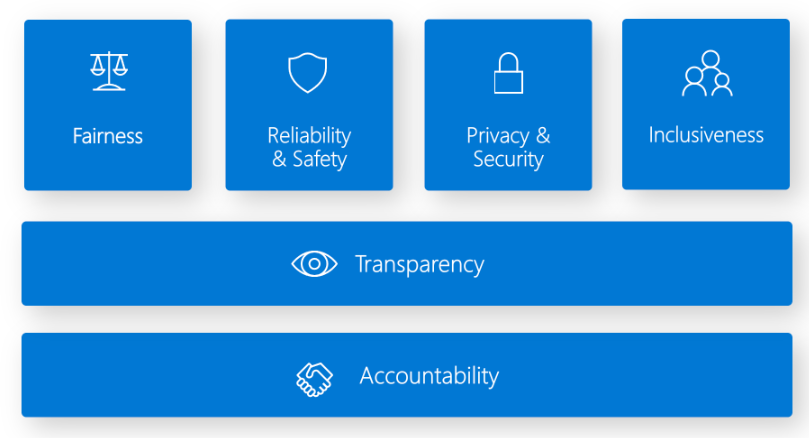 Fairness
Reliability
& Safety
Privacy &
Security
Inclusiveness
Transparency
Accountability